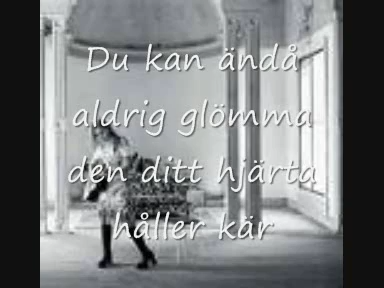 Du kan ändå
aldrig glömma
den ditt hjärta
håller kär